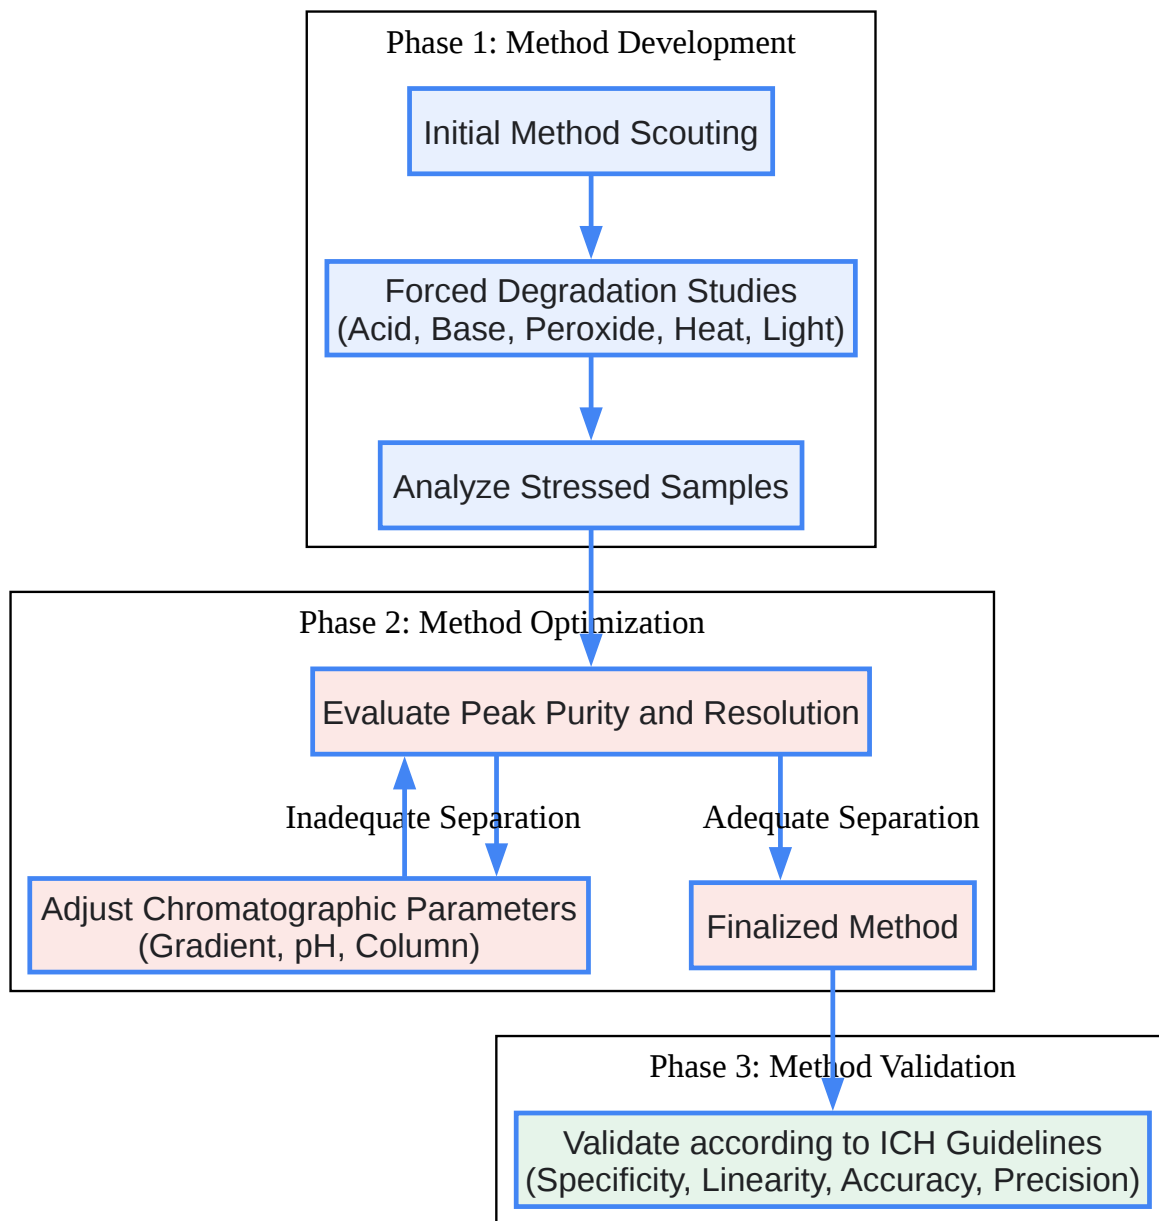 Phase 1: Method Development
Initial Method Scouting
Forced Degradation Studies
(Acid, Base, Peroxide, Heat, Light)
Analyze Stressed Samples
Phase 2: Method Optimization
Evaluate Peak Purity and Resolution
Inadequate Separation
Adequate Separation
Adjust Chromatographic Parameters
(Gradient, pH, Column)
Finalized Method
Phase 3: Method Validation
Validate according to ICH Guidelines
(Specificity, Linearity, Accuracy, Precision)